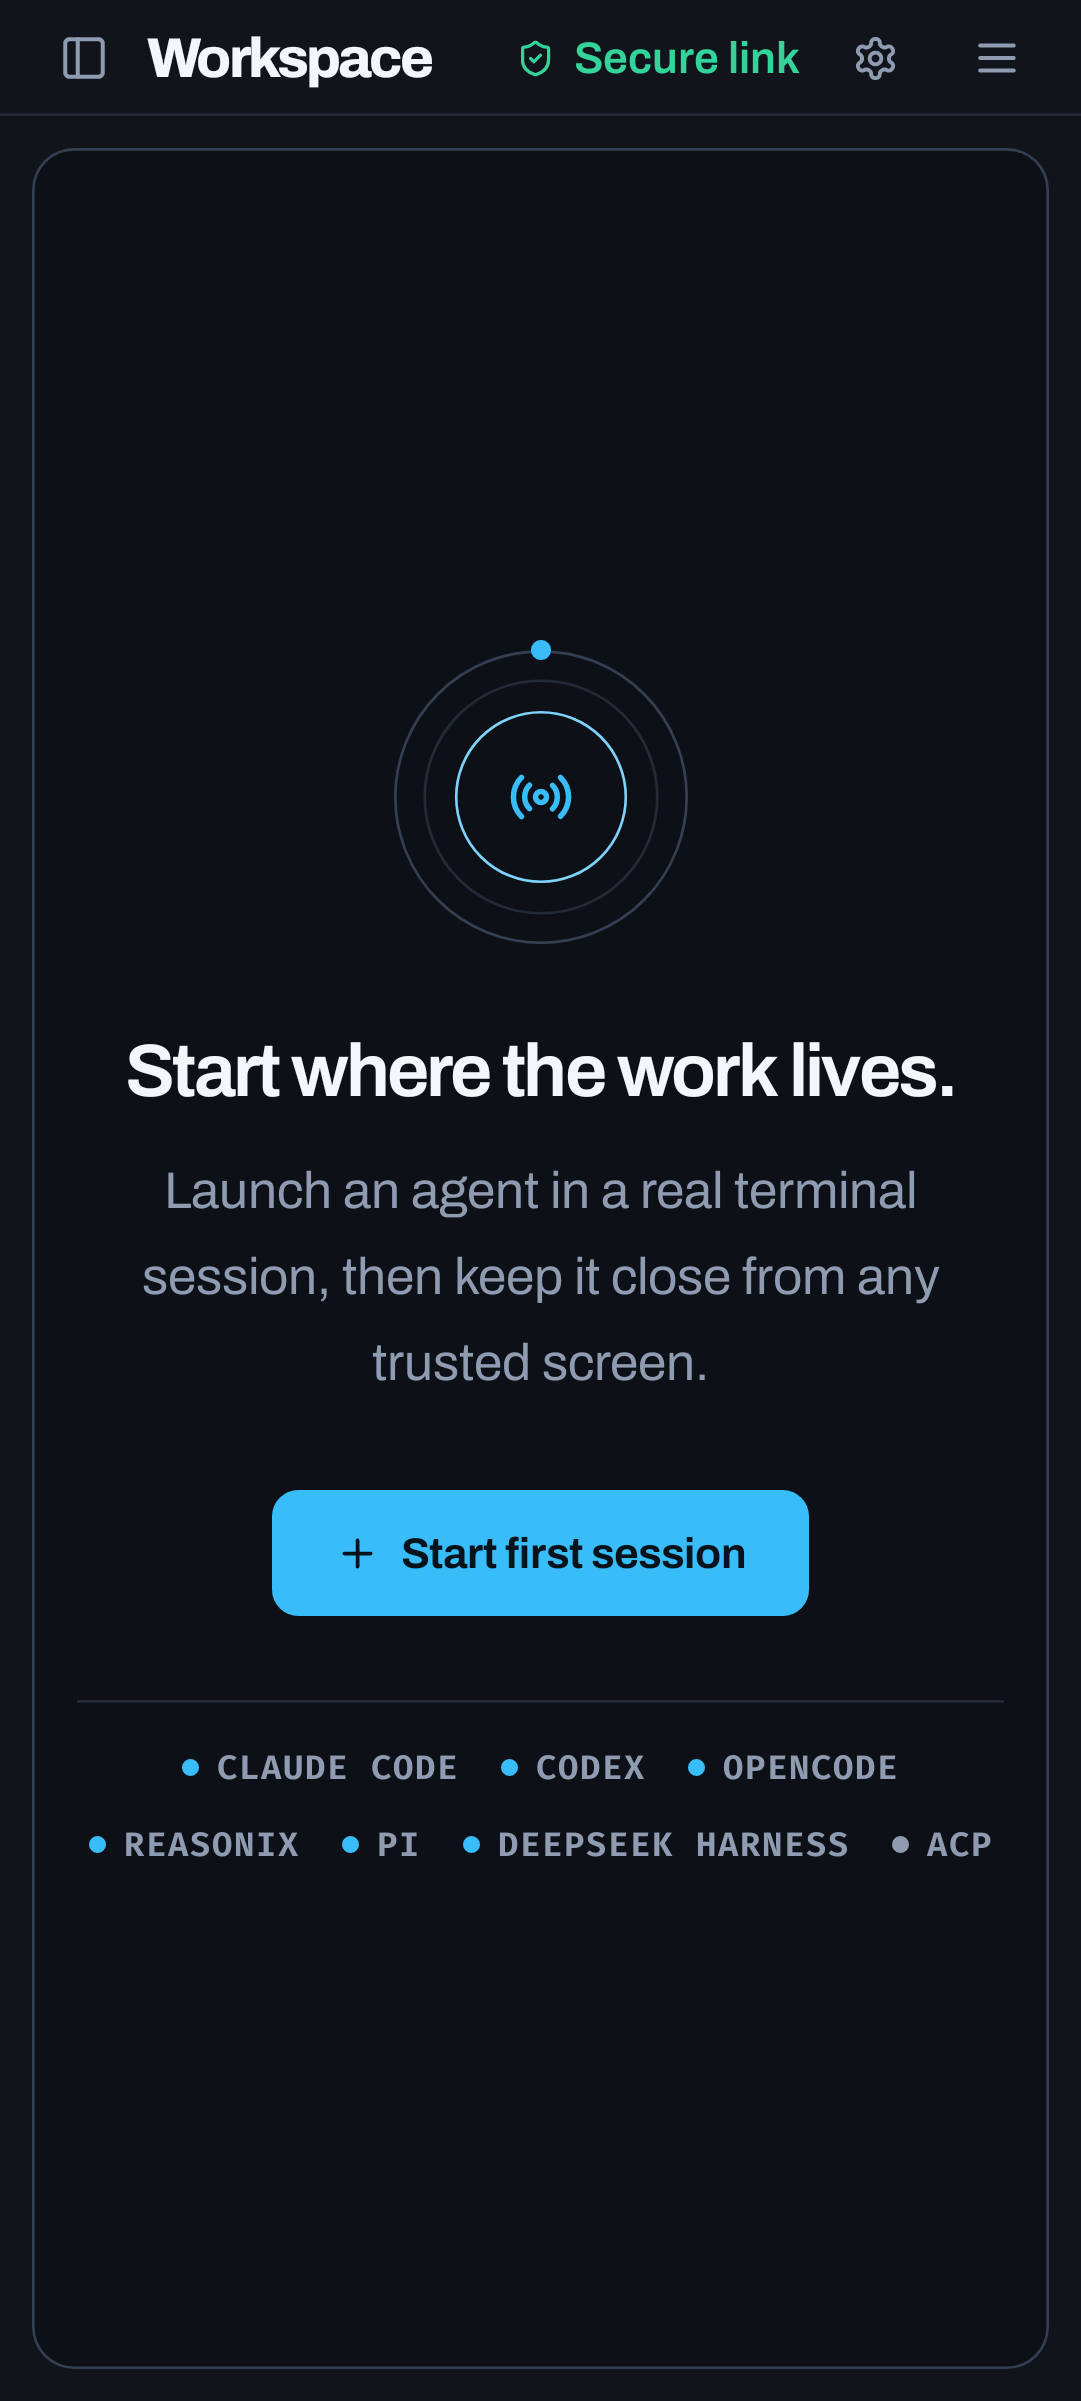 Workspace
Secure link
Start where the work lives.
Launch an agent in a real terminal
session, then keep it close from any
trusted screen.
Start first session
CLAUDE CODE CODEX OPENCODE
REASONIX PI DEEPSEEK HARNESS ACP